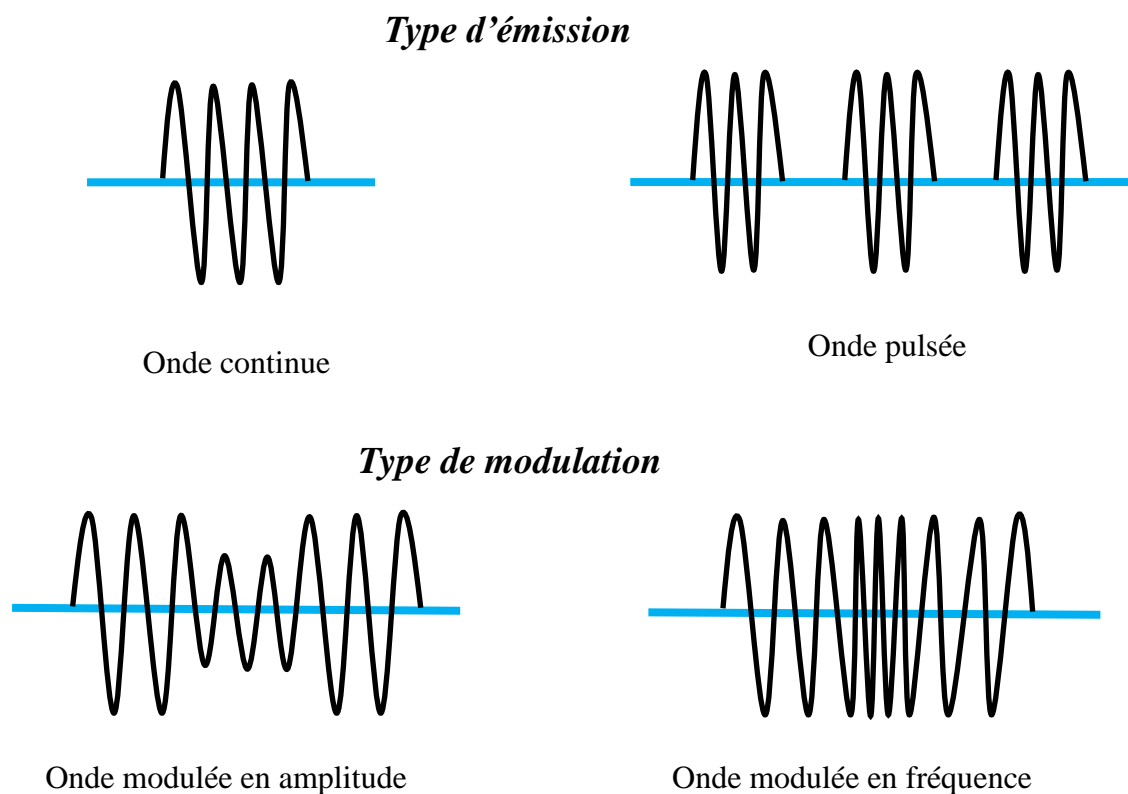 Type d’émission
Onde continue
Onde pulsée
Type de modulation
Onde modulée en amplitude
Onde modulée en fréquence